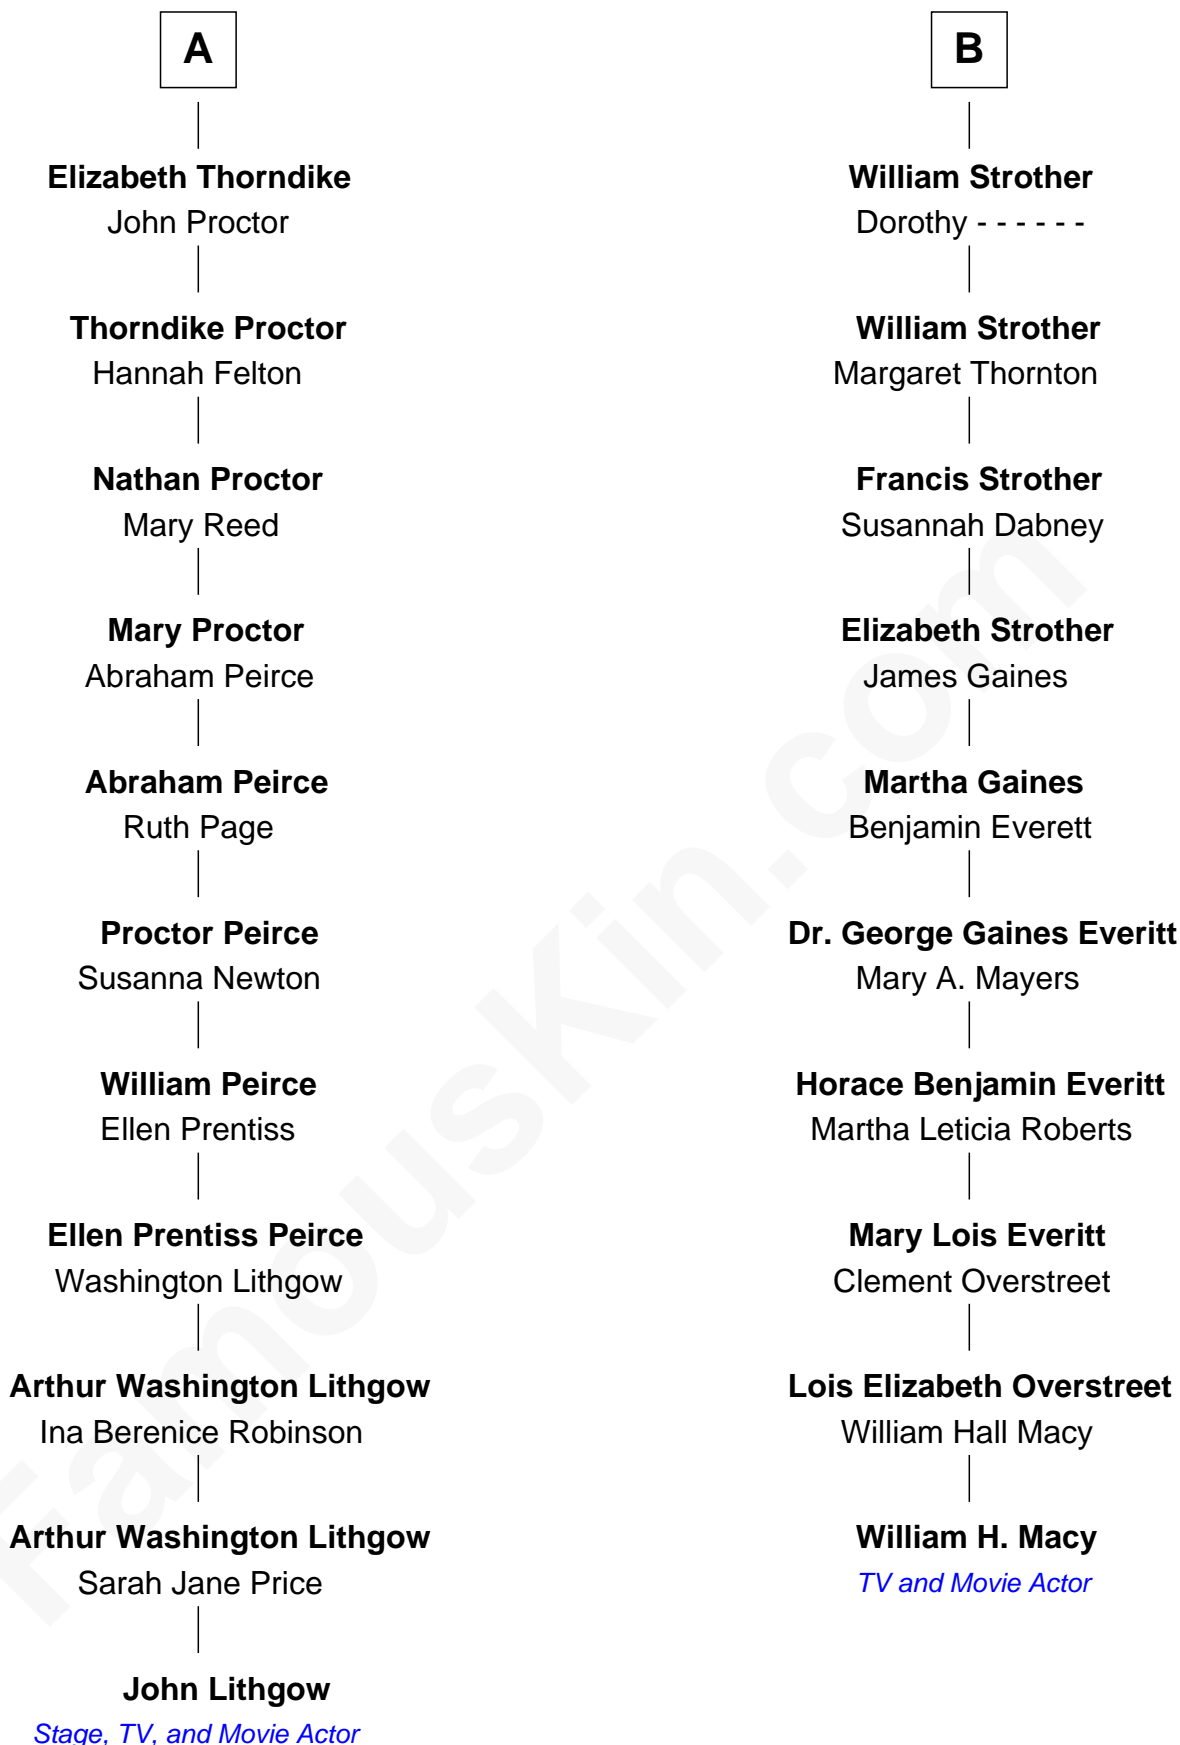 A
Elizabeth Thorndike
John Proctor
Thorndike Proctor
Hannah Felton
Nathan Proctor
Mary Reed
Mary Proctor
Abraham Peirce
Abraham Peirce
Ruth Page
Proctor Peirce
Susanna Newton
William Peirce
Ellen Prentiss
Ellen Prentiss Peirce
Washington Lithgow
Arthur Washington Lithgow
Ina Berenice Robinson
Arthur Washington Lithgow
Sarah Jane Price
John Lithgow
Stage, TV, and Movie Actor
B
William Strother
Dorothy - - - - - -
William Strother
Margaret Thornton
Francis Strother
Susannah Dabney
Elizabeth Strother
James Gaines
Martha Gaines
Benjamin Everett
Dr. George Gaines Everitt
Mary A. Mayers
Horace Benjamin Everitt
Martha Leticia Roberts
Mary Lois Everitt
Clement Overstreet
Lois Elizabeth Overstreet
William Hall Macy
William H. Macy
TV and Movie Actor
FamousKin.com